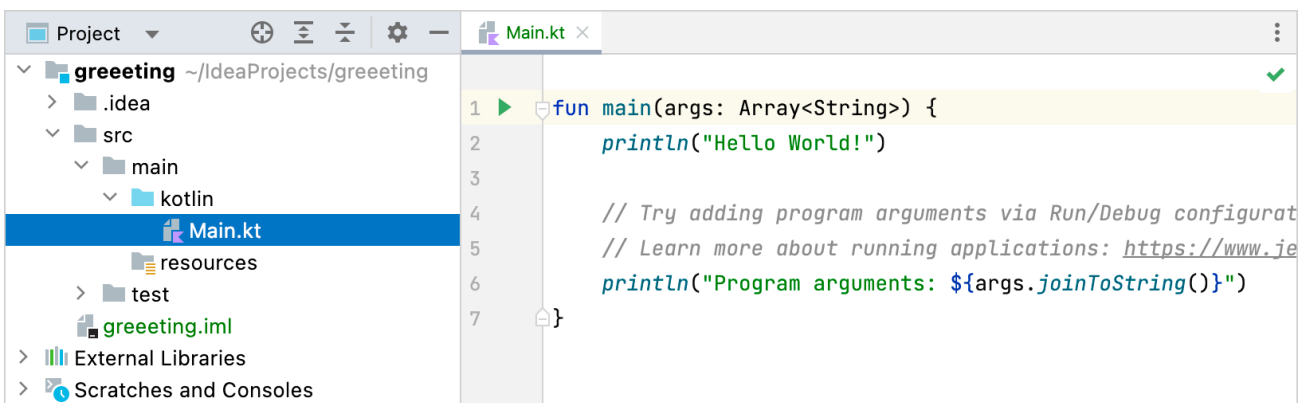 Project
greeeting ~/IdeaProjects/greeeting
.idea
src
main
kotlin
Main.kt
resources
test
greeeting.iml
External Libraries
Scratches and Consoles
Main.kt
1 fun main(args: Array<String>) {
2 println("Hello World!")
3
4 // Try adding program arguments via Run/Debug
5 // Learn more about running applications: https://www.je
6 println("Program arguments: ${args.joinToString()}")
7 }